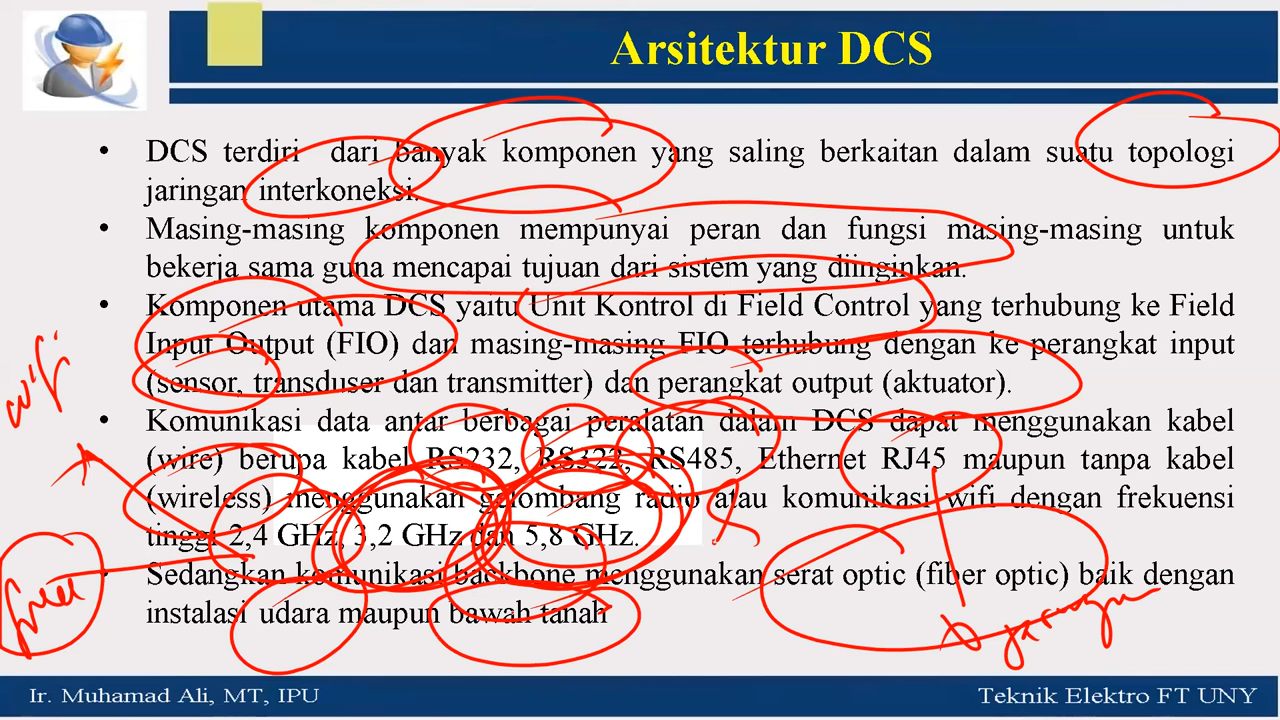 Arsitektur DCS
• DCS terdiri dari banyak komponen yang saling berkaitan dalam suatu topologi
jaringan interkoneksi.
• Masing-masing komponen mempunyai peran dan fungsi masing-masing untuk
bekerja sama guna mencapai tujuan dari sistem yang diinginkan.
• Komponen utama DCS yaitu Unit Kontrol di Field Control yang terhubung ke Field
Input Output (FIO) dan masing-masing FIO terhubung dengan ke perangkat input
(sensor, transduser dan transmitter) dan perangkat output (aktuator).
wifi
• Komunikasi data antar berbagai peralatan dalam DCS dapat menggunakan kabel
(wire) berupa kabel RS232, RS322, RS485, Ethernet RJ45 maupun tanpa kabel
(wireless) menggunakan gelombang radio atau komunikasi wifi dengan frekuensi
tinggi 2,4 GHz, 3,2 GHz dan 5,8 GHz.
• Sedangkan komunikasi backbone menggunakan serat optic (fiber optic) baik dengan
instalasi udara maupun bawah tanah
Ir. Muhamad Ali, MT, IPU
Teknik Elektro FT UNY